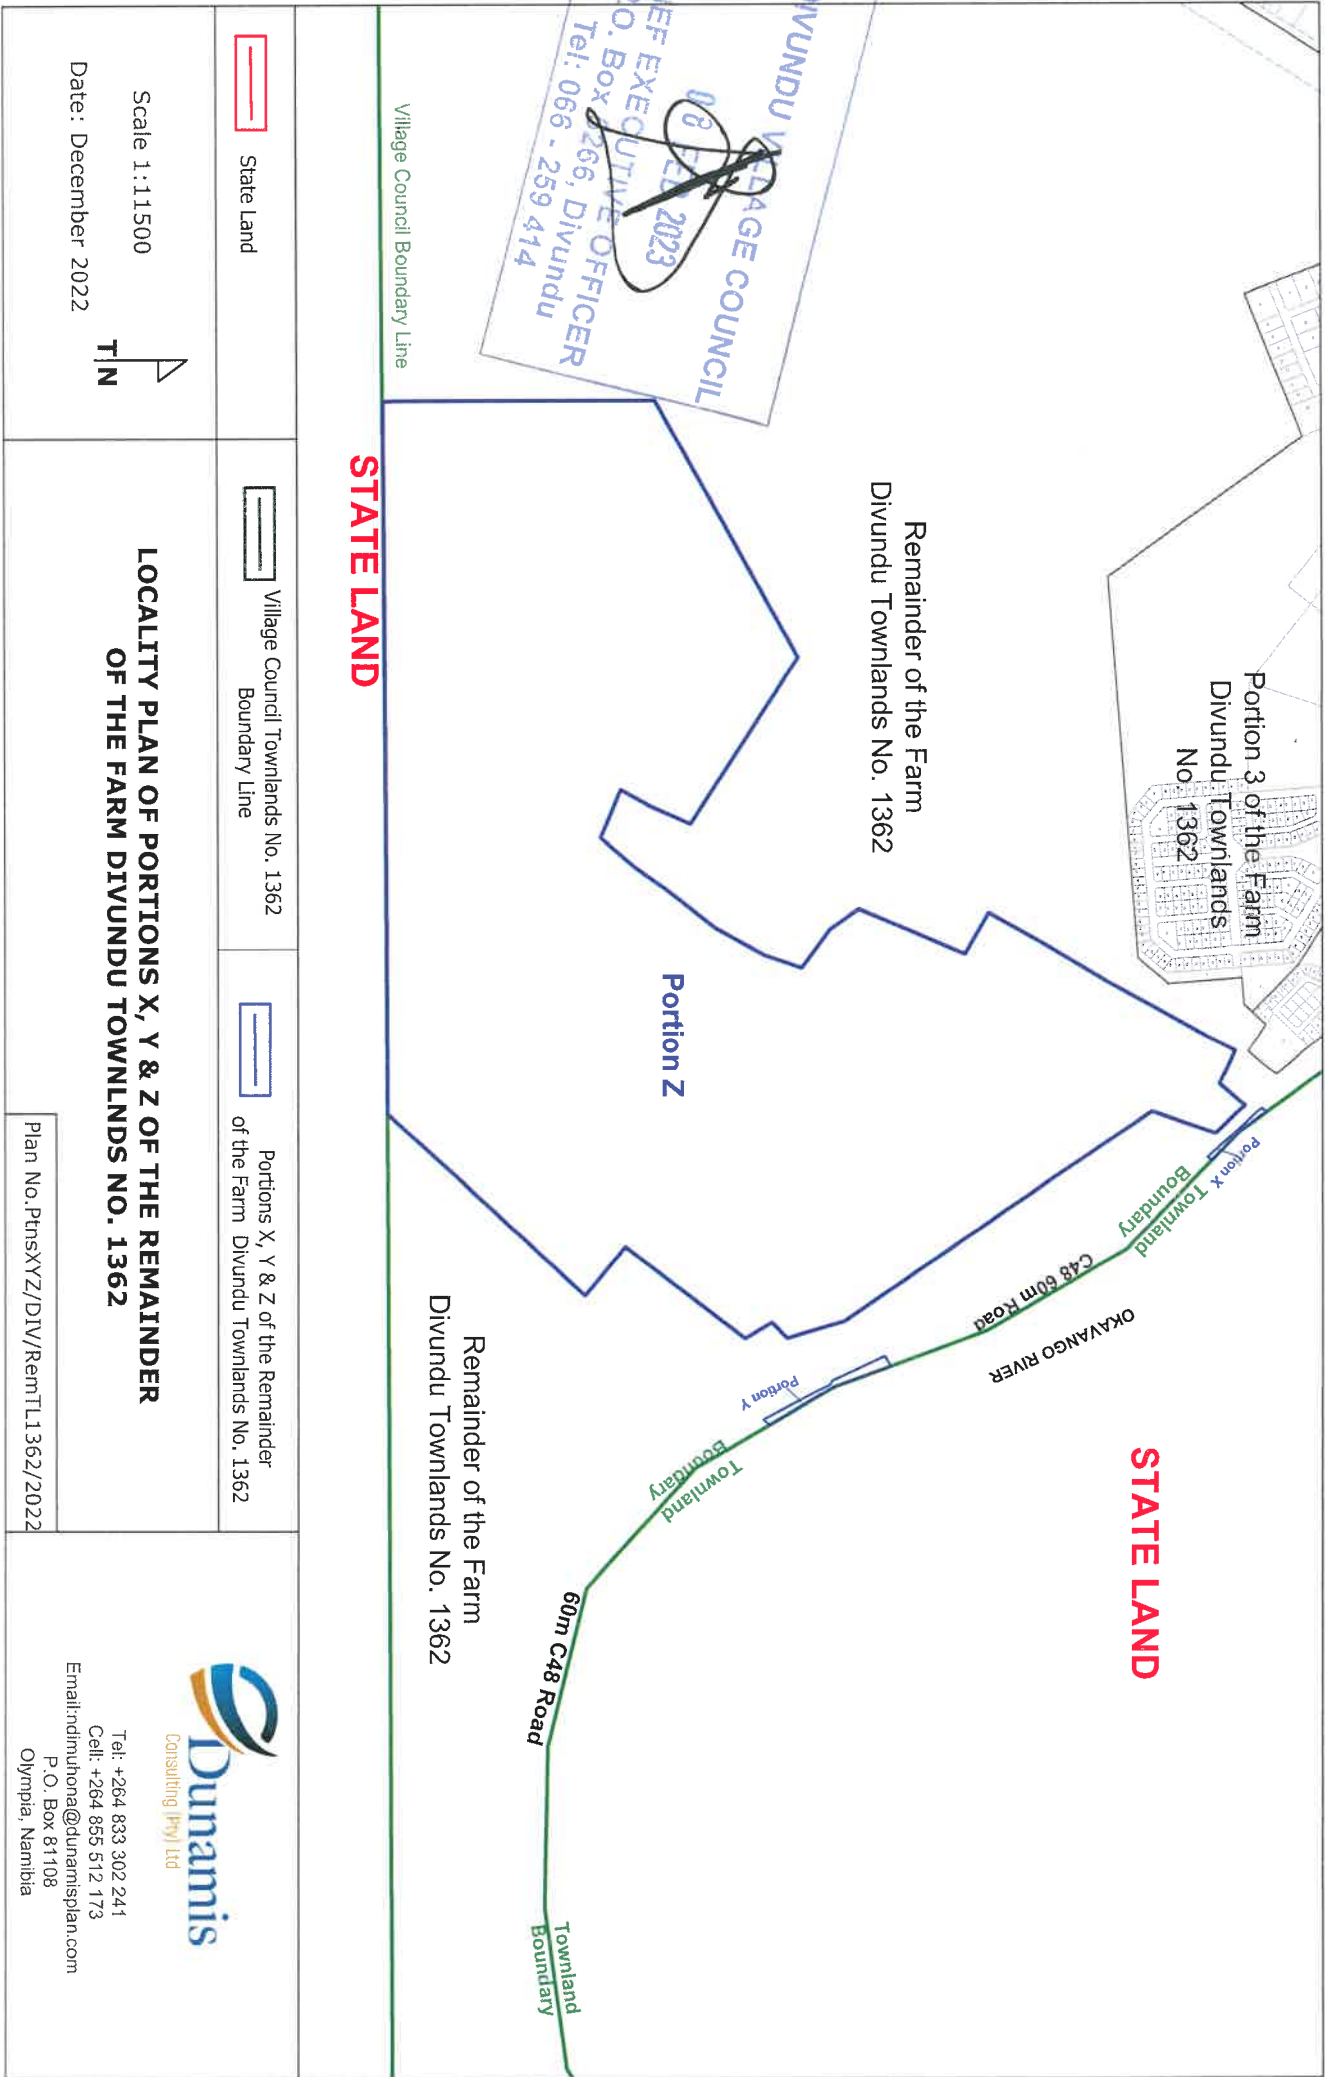 Portion 3 of the Farm
Divundu Townlands
No. 1362
Remainder of the Farm
Divundu Townlands No. 1362
STATE LAND
OKAVANGO RIVER
C48 60m Road
Portion X
Townland
Boundary
Portion Z
Portion Y
Townland
Boundary
60m C48 Road
Townland
Boundary
Remainder of the Farm
Divundu Townlands No. 1362
VUNDU VILLAGE COUNCIL
08 FEB 2023
EF EXECUTIVE OFFICER
O. Box 266, Divundu
Tel: 066 - 259 414
Village Council Boundary Line
STATE LAND
State Land
Village Council Townlands No. 1362
Boundary Line
Portions X, Y & Z of the Remainder
of the Farm Divundu Townlands No. 1362
Scale 1:11500
Date: December 2022
T N
LOCALITY PLAN OF PORTIONS X, Y & Z OF THE REMAINDER
OF THE FARM DIVUNDU TOWNLNDS NO. 1362
Plan No.PtnsXYZ/DIV/RemTL1362/2022
Dunamis
Consulting (Pty) Ltd
Tel: +264 833 302 241
Cell: +264 855 512 173
Email:ndimuhona@dunamisplan.com
P.O. Box 81108
Olympia, Namibia